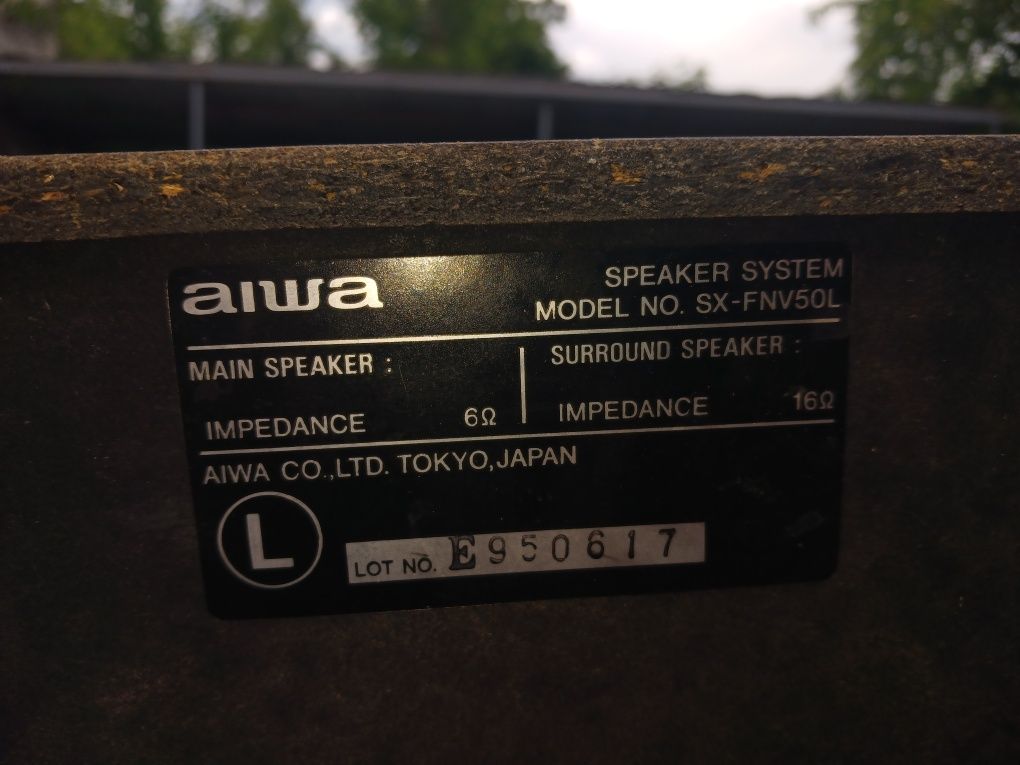 aiwa
SPEAKER SYSTEM
MODEL NO. SX-FNV50L
MAIN SPEAKER :
IMPEDANCE 6Ω
SURROUND SPEAKER :
IMPEDANCE 16Ω
AIWA CO.,LTD. TOKYO,JAPAN
L
LOT NO. E950617